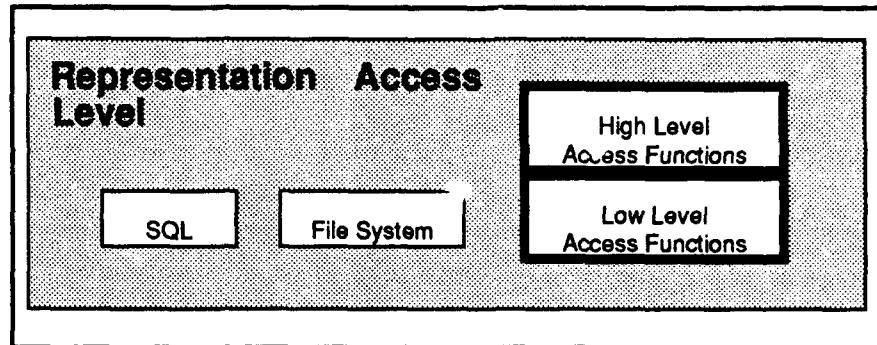 Representation Access
Level
High Level
Access Functions
SQL
File System
Low Level
Access Functions